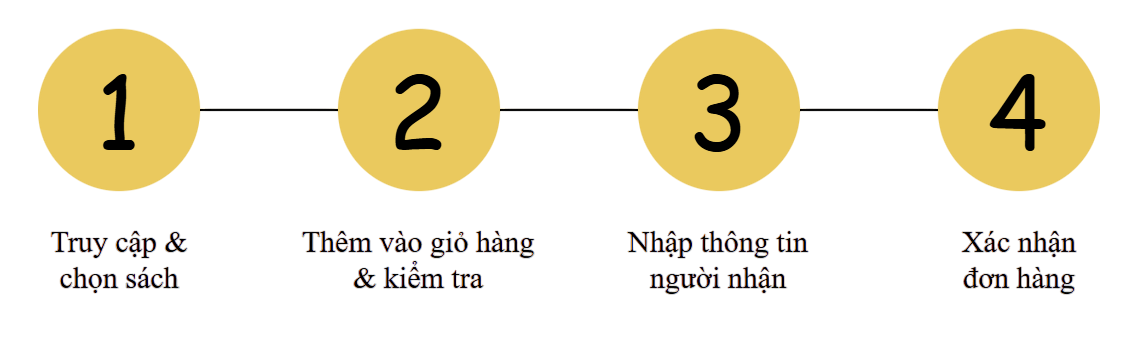 1
2
3
4
Truy cập &
chọn sách
Thêm vào giỏ hàng
& kiểm tra
Nhập thông tin
người nhận
Xác nhận
đơn hàng